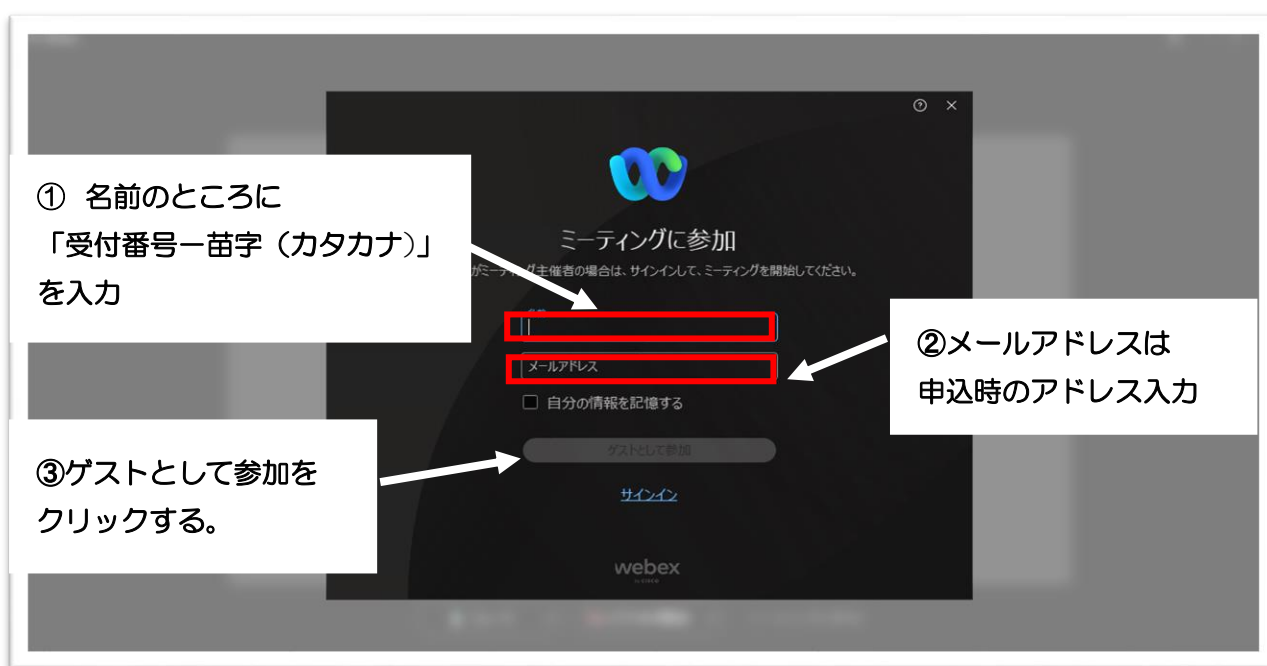 ① 名前のところに
「受付番号ー苗字（カタカナ）」
を入力
ミーティングに参加
ミーティング主催者の場合は、サインインして、ミーティングを開始してください。
②メールアドレスは
申込時のアドレス入力
メールアドレス
自分の情報を記憶する
③ゲストとして参加を
クリックする。
ゲストとして参加
サインイン
webex
by CISCO